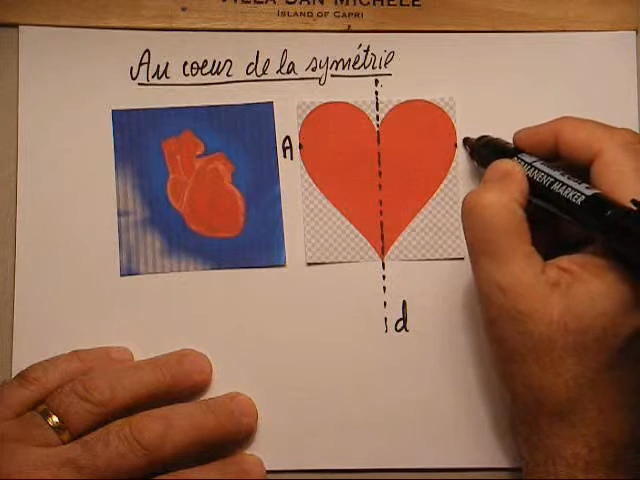 VILLA SAN MICHELE
ISLAND OF CAPRI
Au coeur de la symétrie
A
d
PERMANENT MARKER